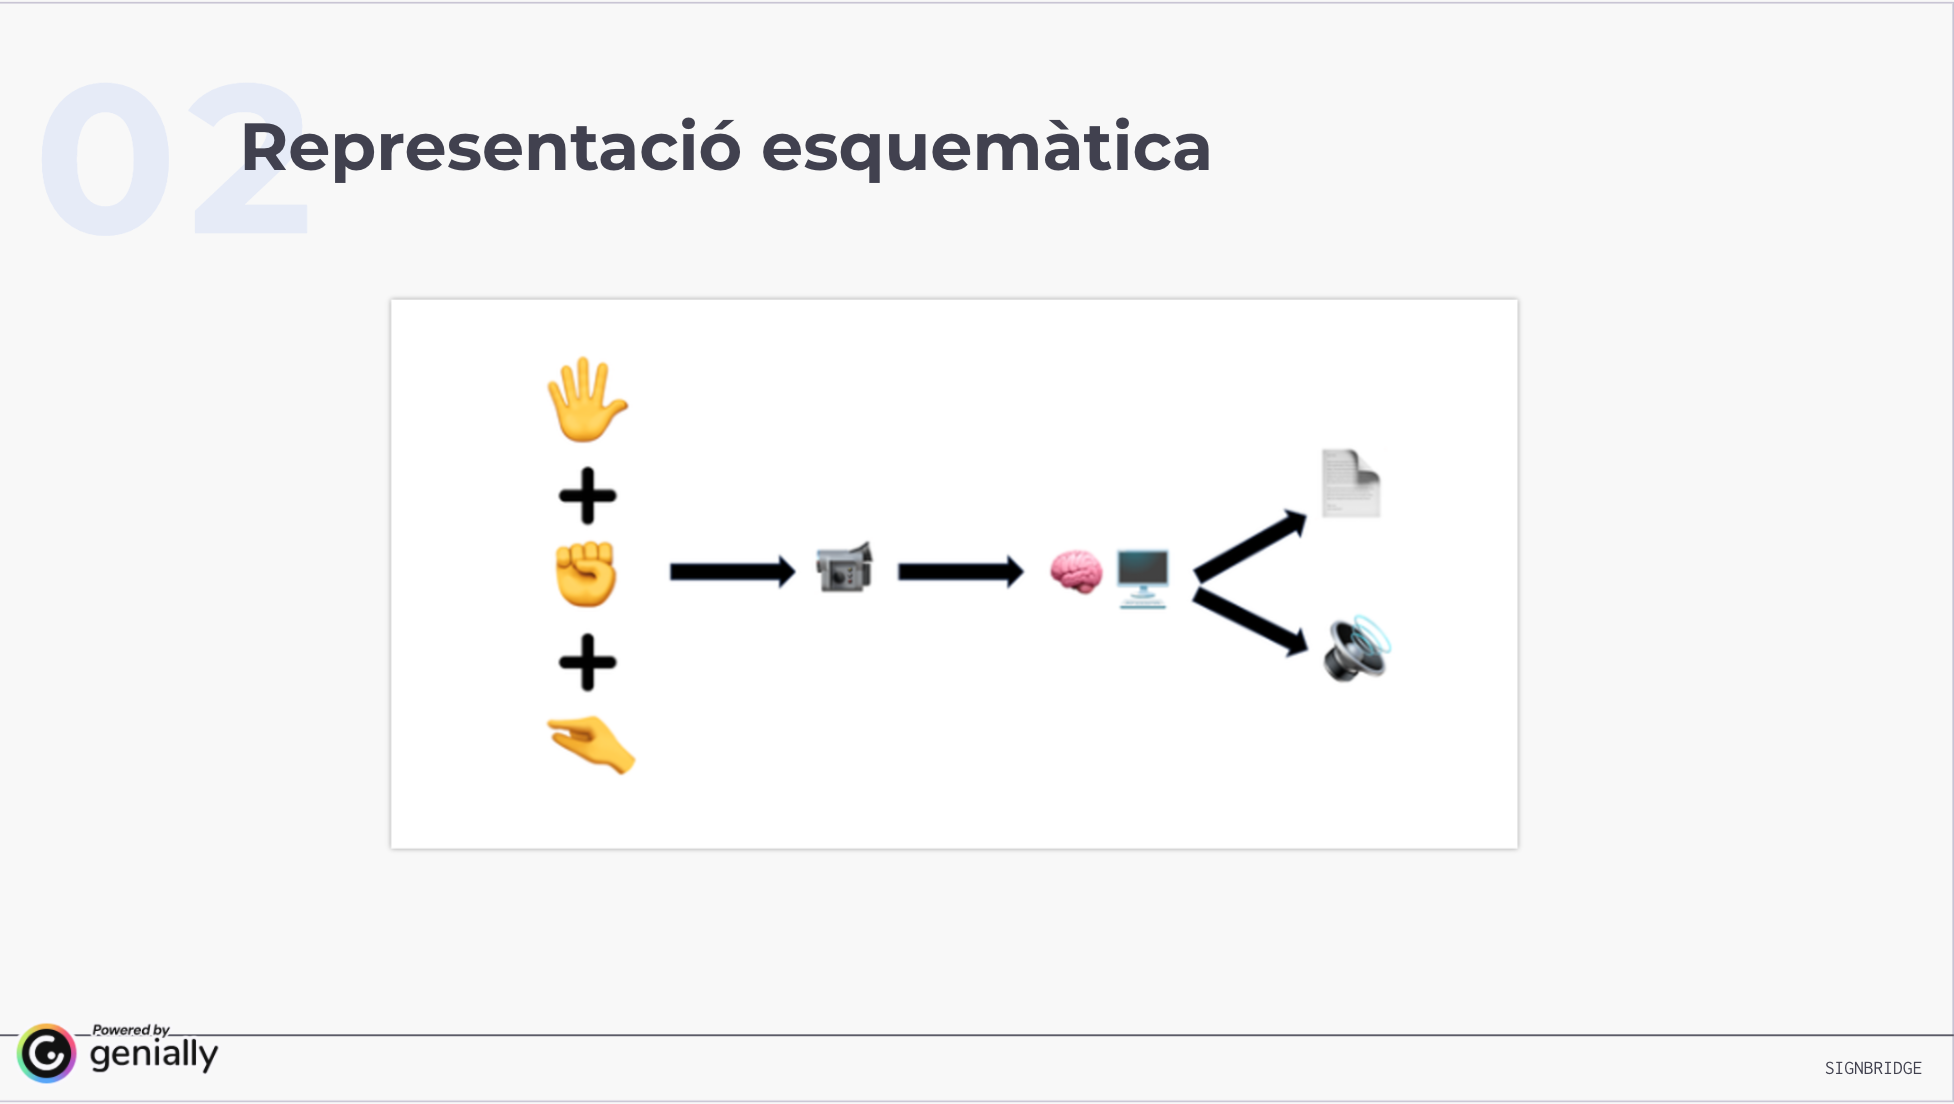 02
Representació esquemàtica
Powered by
genially
SIGNBRIDGE